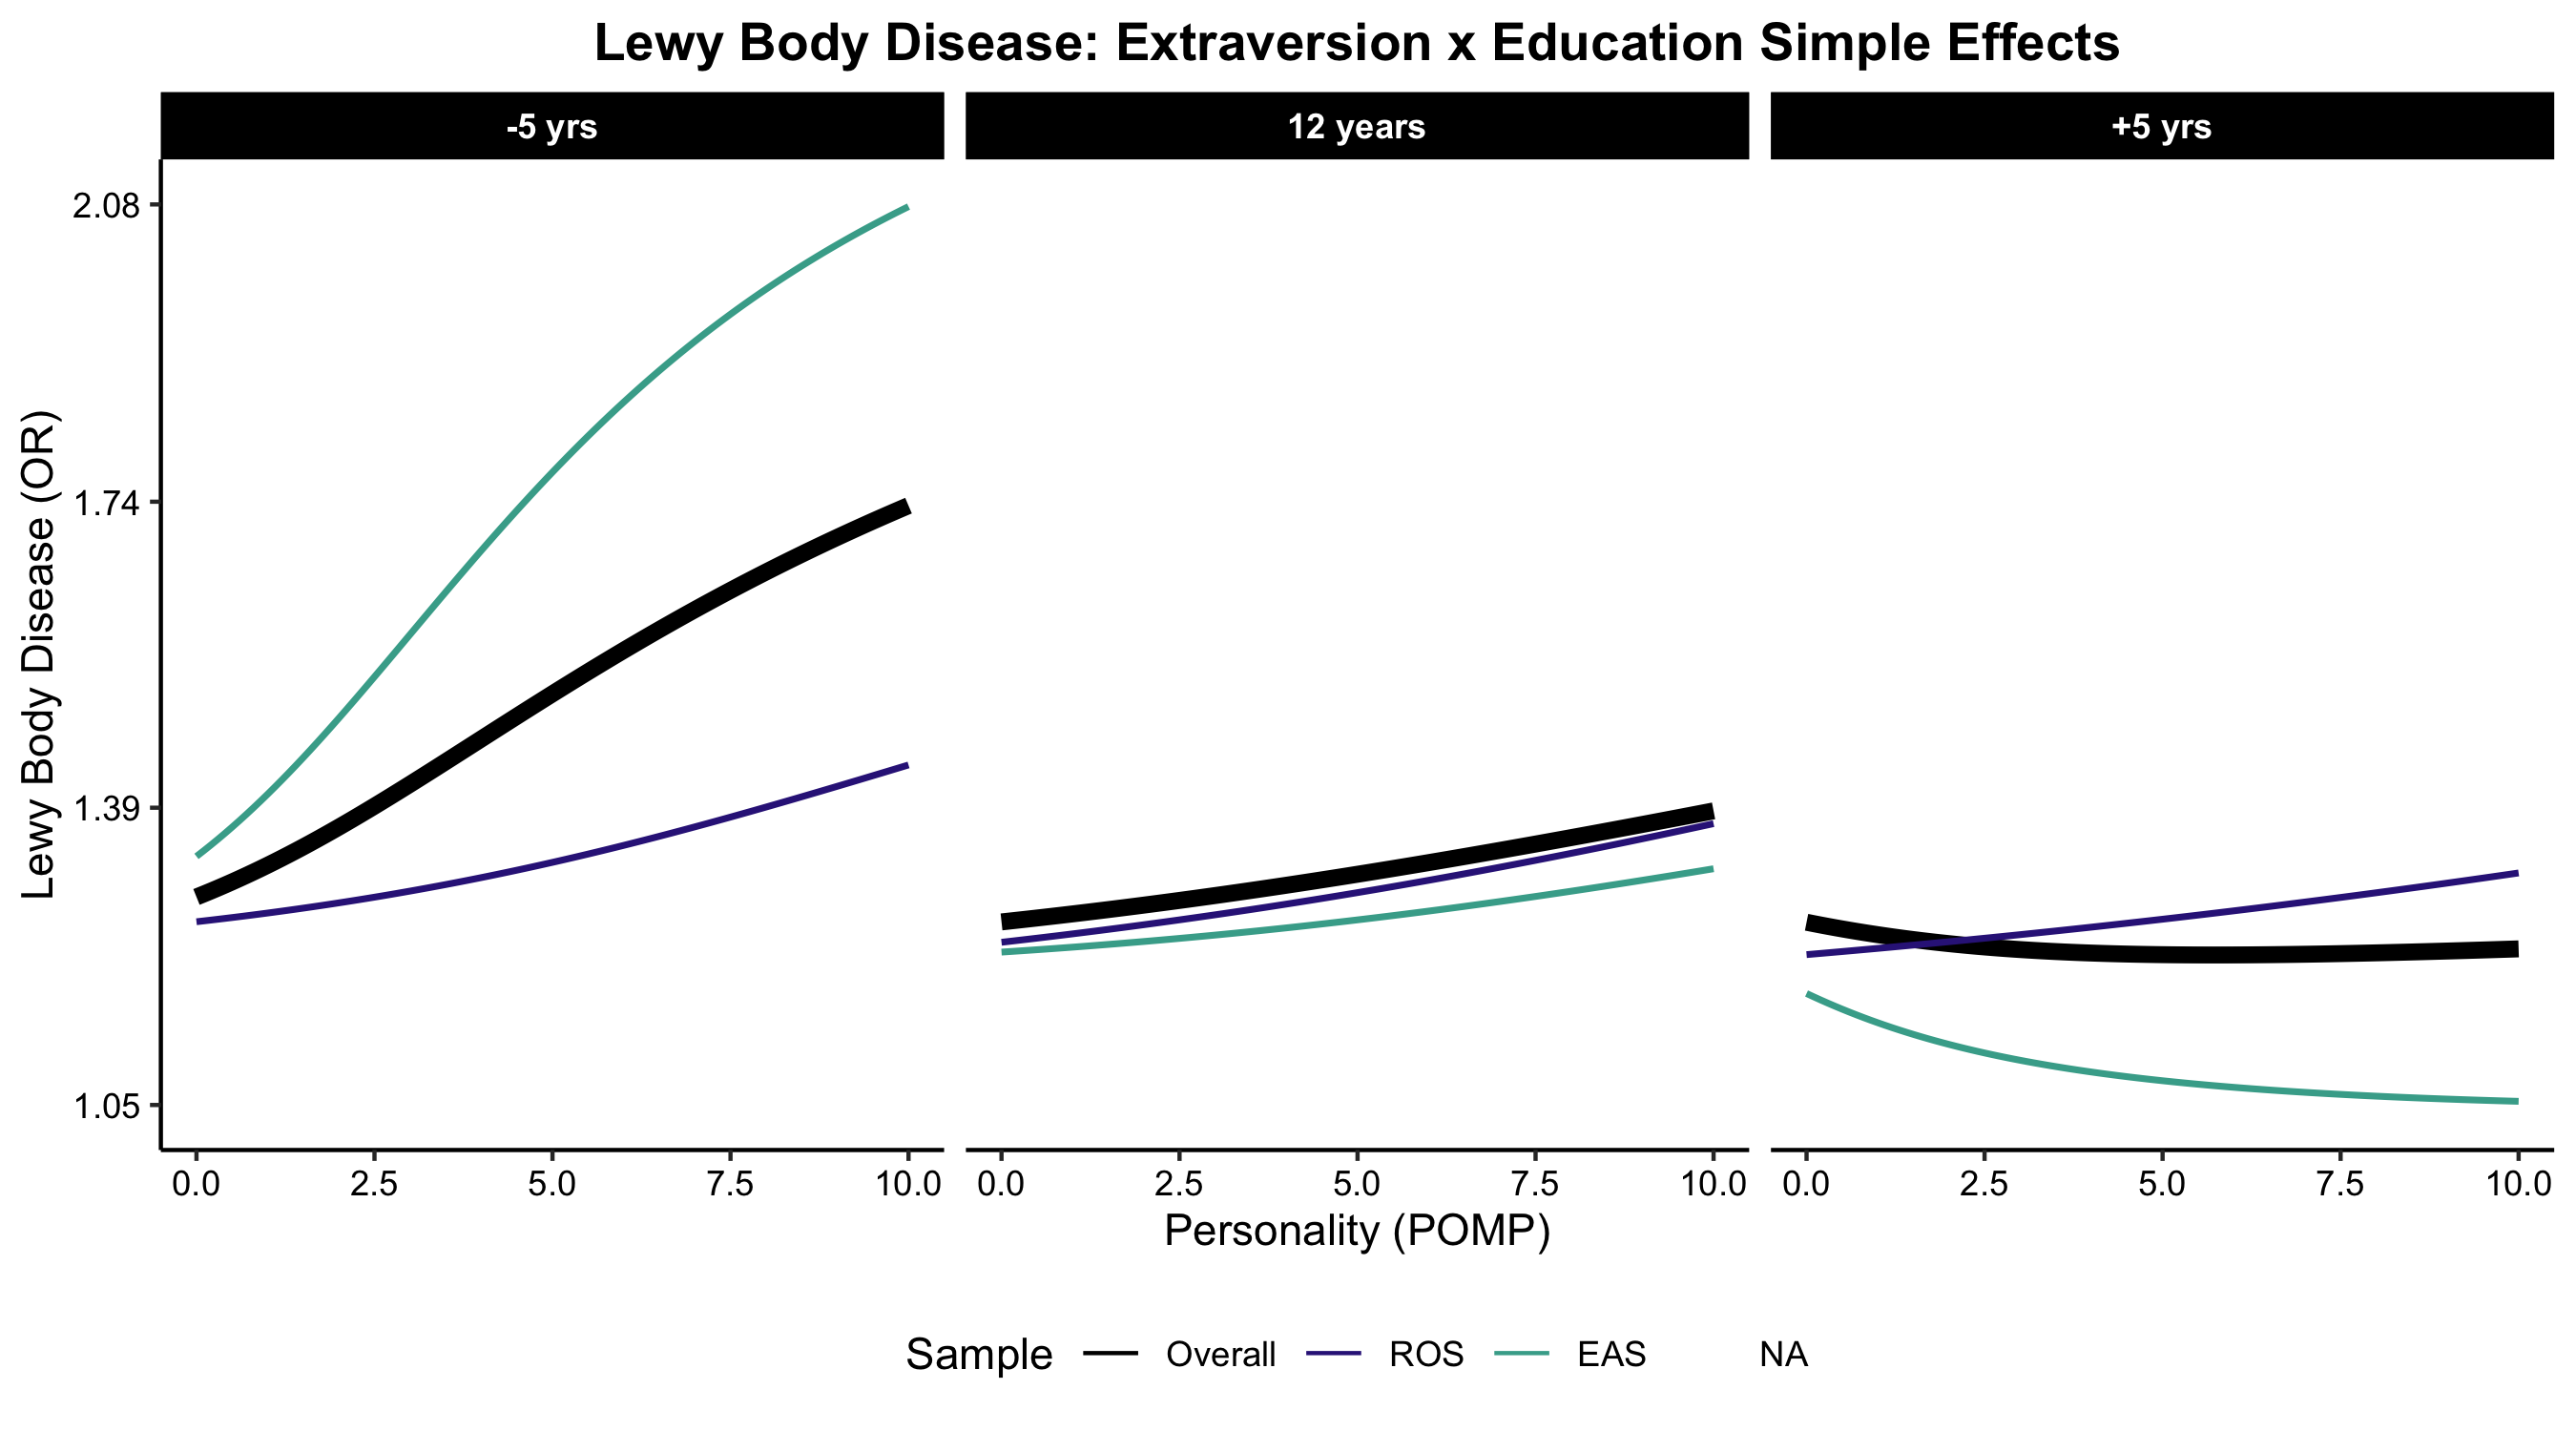 Lewy Body Disease: Extraversion x Education Simple Effects
-5 yrs
12 years
+5 yrs
Lewy Body Disease (OR)
2.08
1.74
1.39
1.05
0.0 2.5 5.0 7.5 10.0
0.0 2.5 5.0 7.5 10.0
0.0 2.5 5.0 7.5 10.0
Personality (POMP)
Sample Overall ROS EAS NA